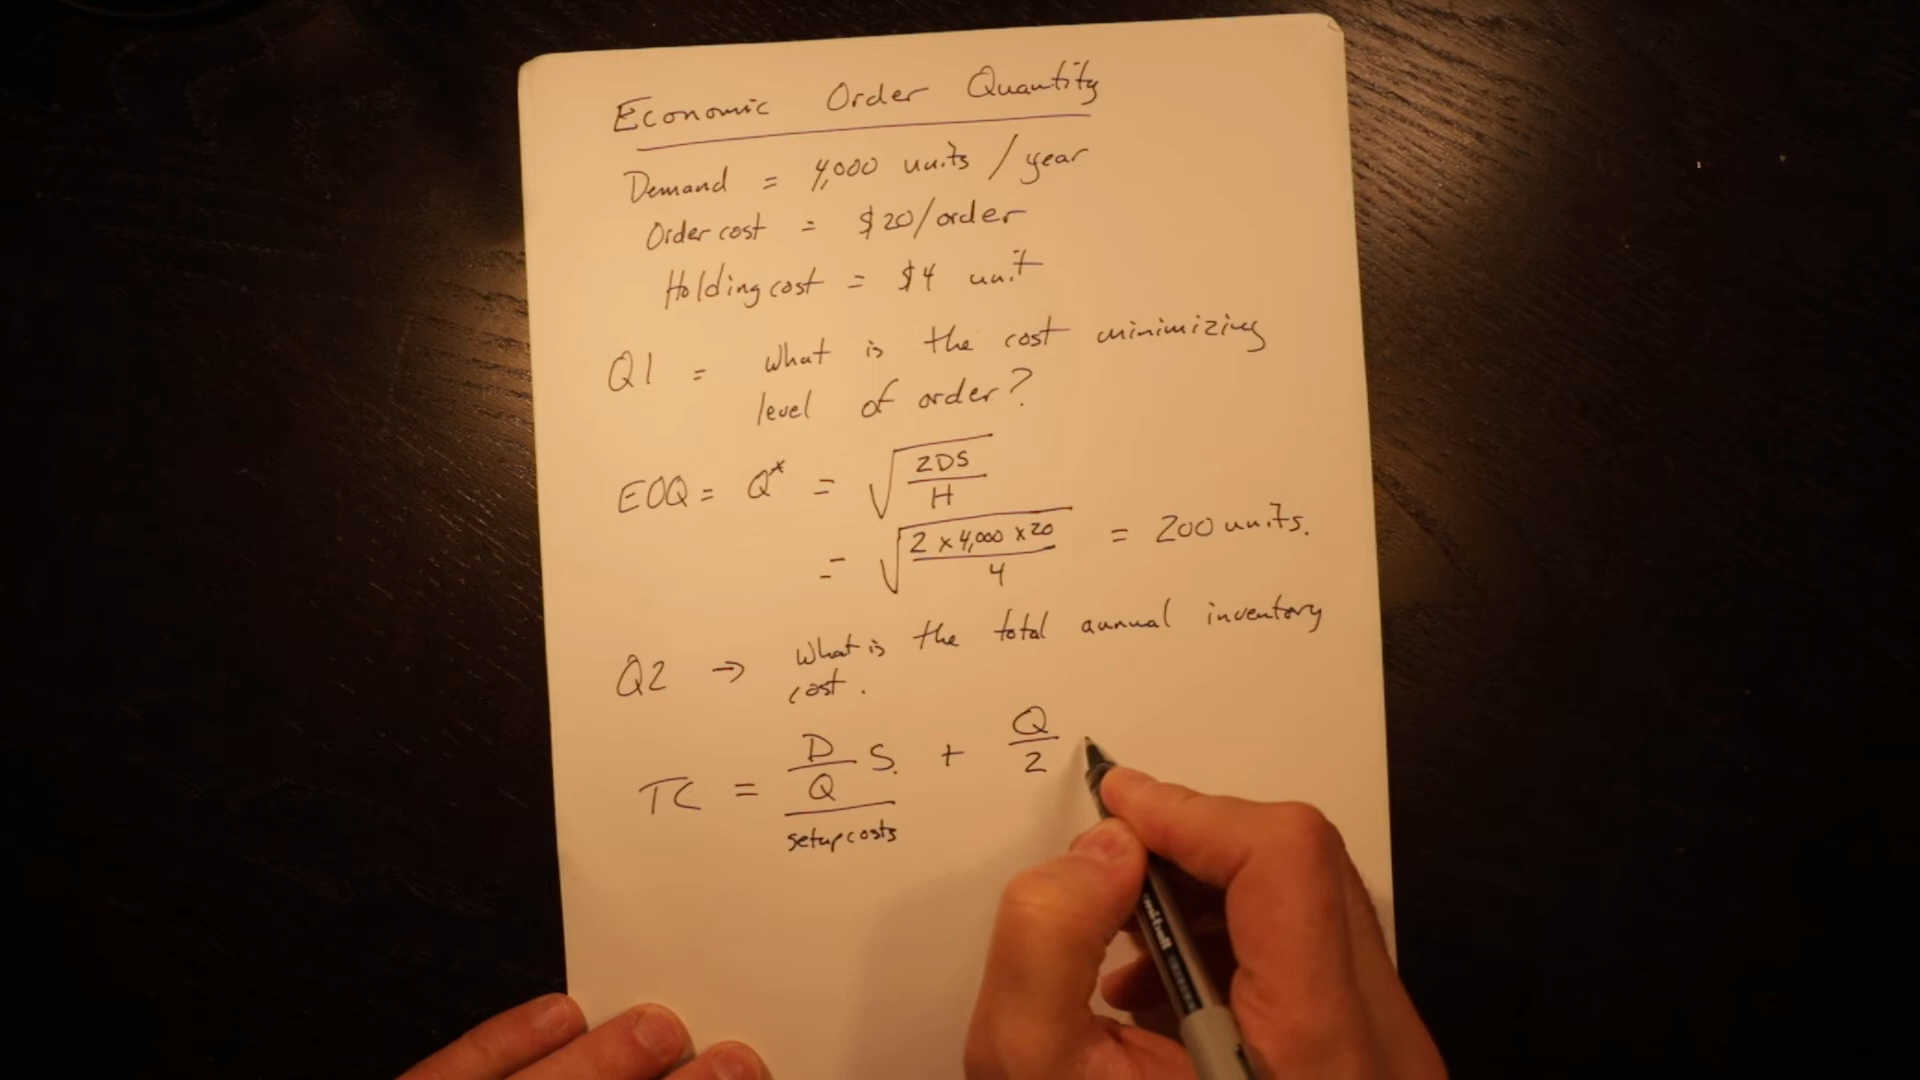 Economic Order Quantity
Demand = 4,000 units / year
Order cost = $20/order
Holding cost = $4 unit
Q1 = what is the cost minimizing
level of order?
EOQ = Q* = √(2DS/H)
= √(2 x 4,000 x 20/4) = 200 units.
Q2 → What is the total annual inventory
cost.
TC = D/Q S. + Q/2
setup costs